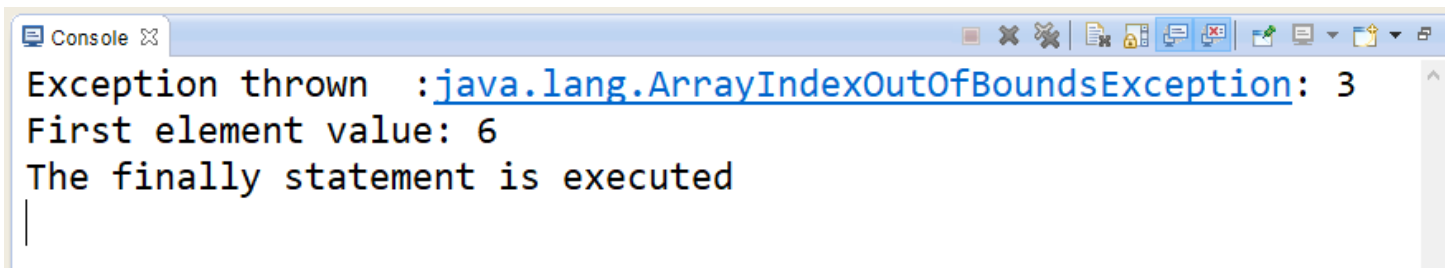 Console
Exception thrown  :java.lang.ArrayIndexOutOfBoundsException: 3
First element value: 6
The finally statement is executed